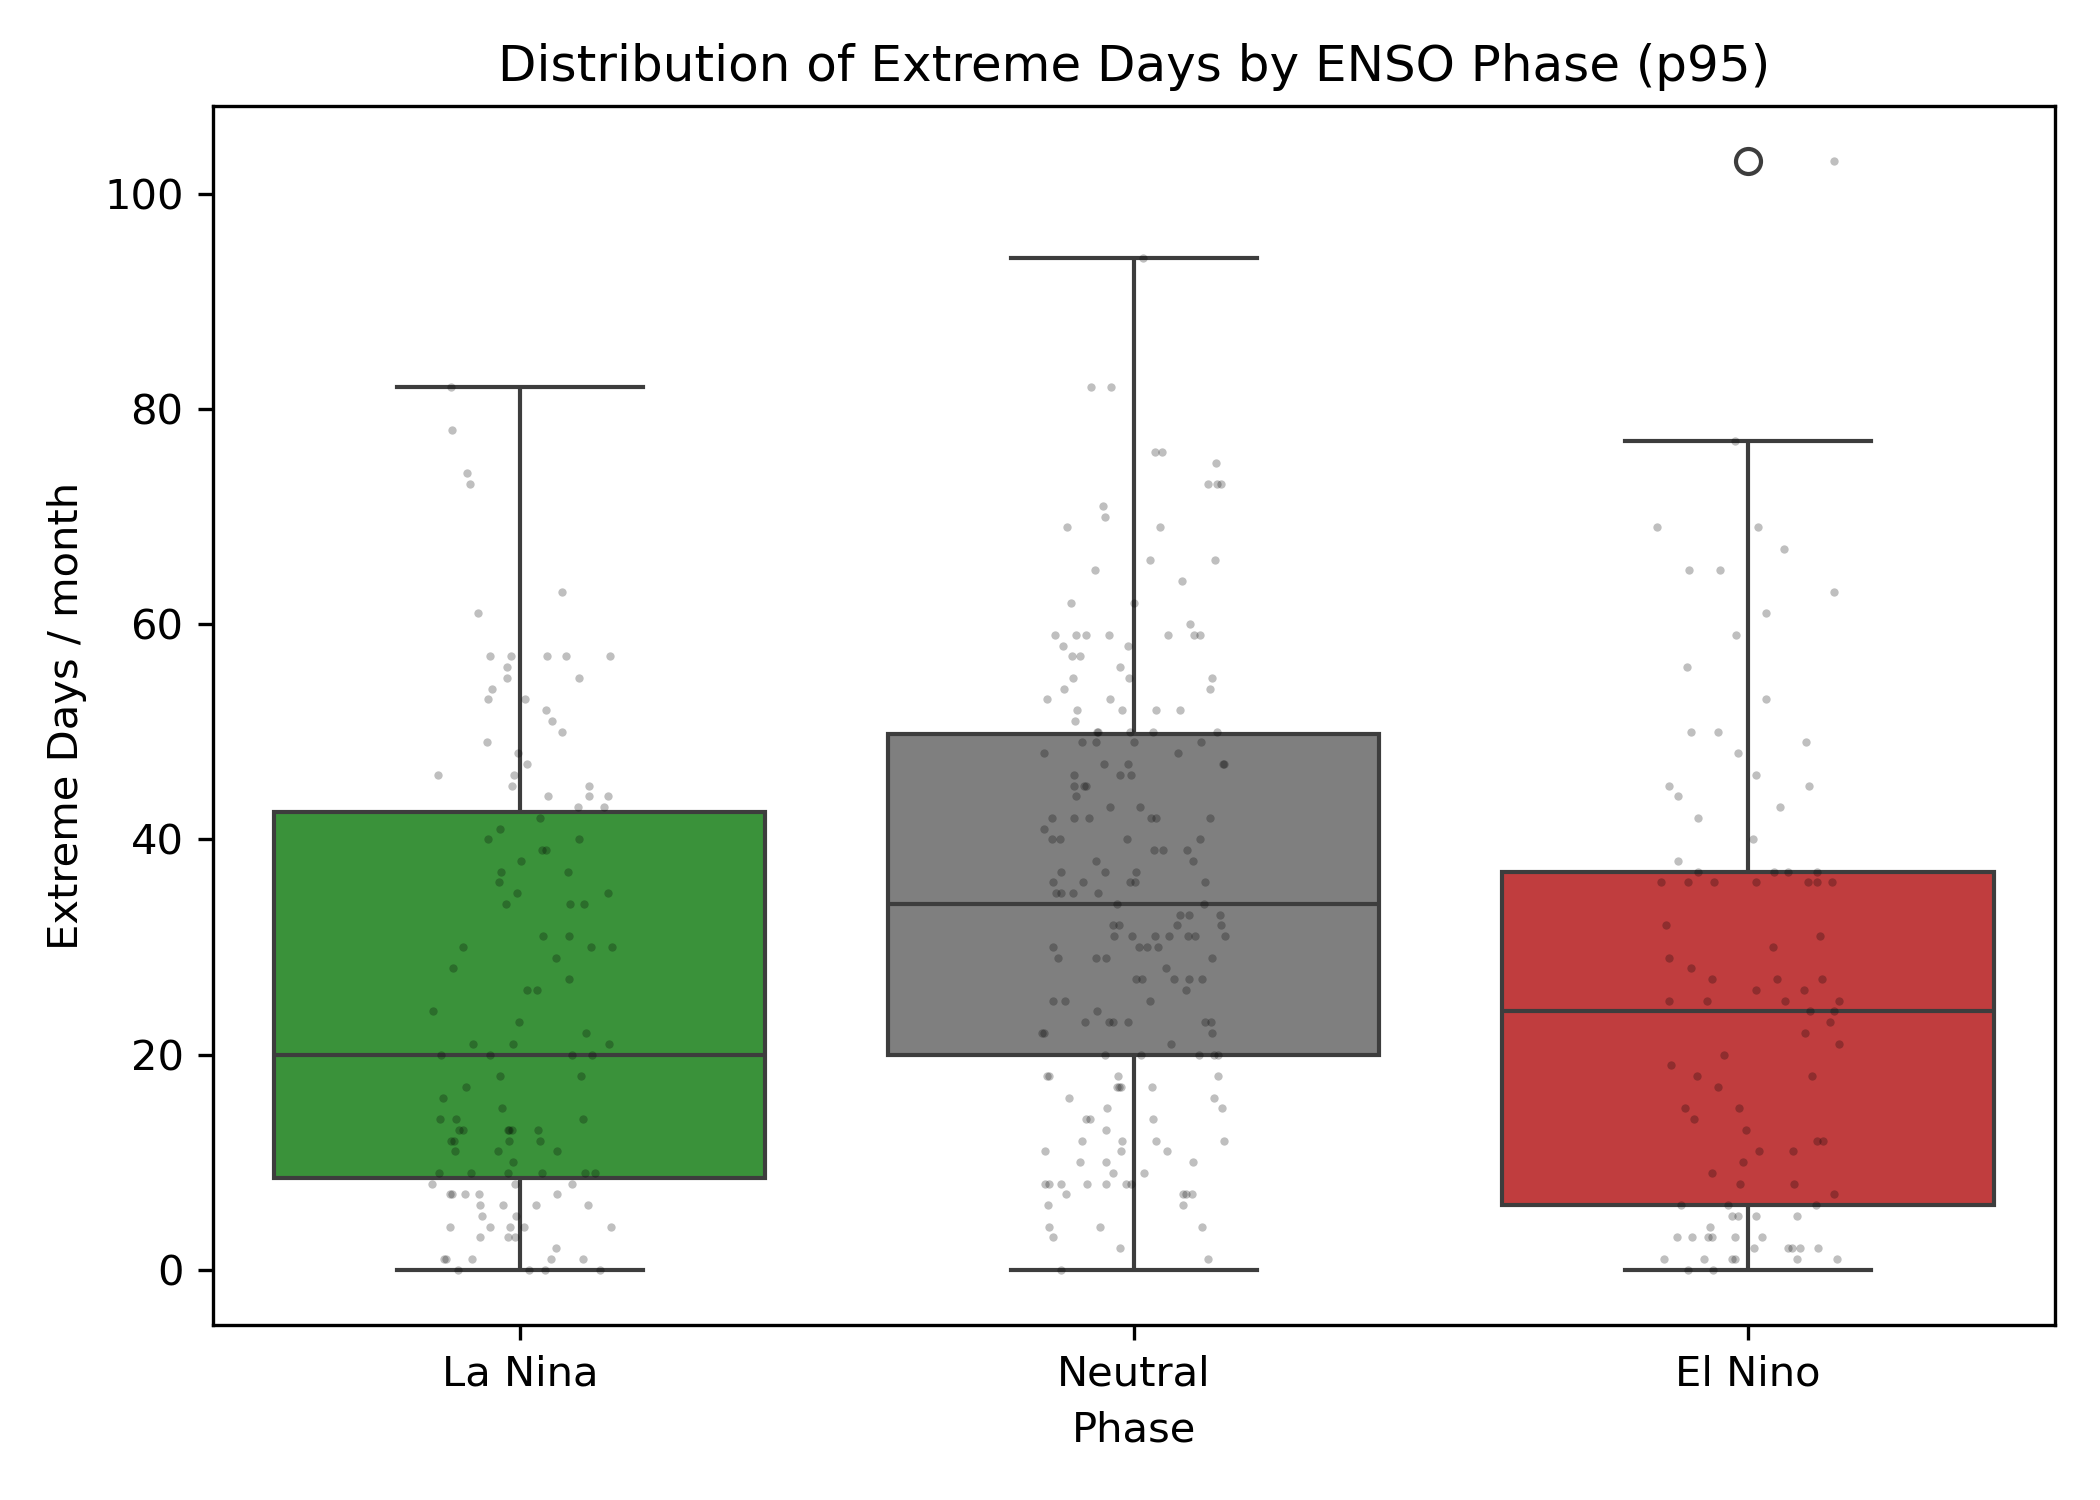 Distribution of Extreme Days by ENSO Phase (p95)
Extreme Days / month
100
80
60
40
20
0
La Nina
Neutral
El Nino
Phase